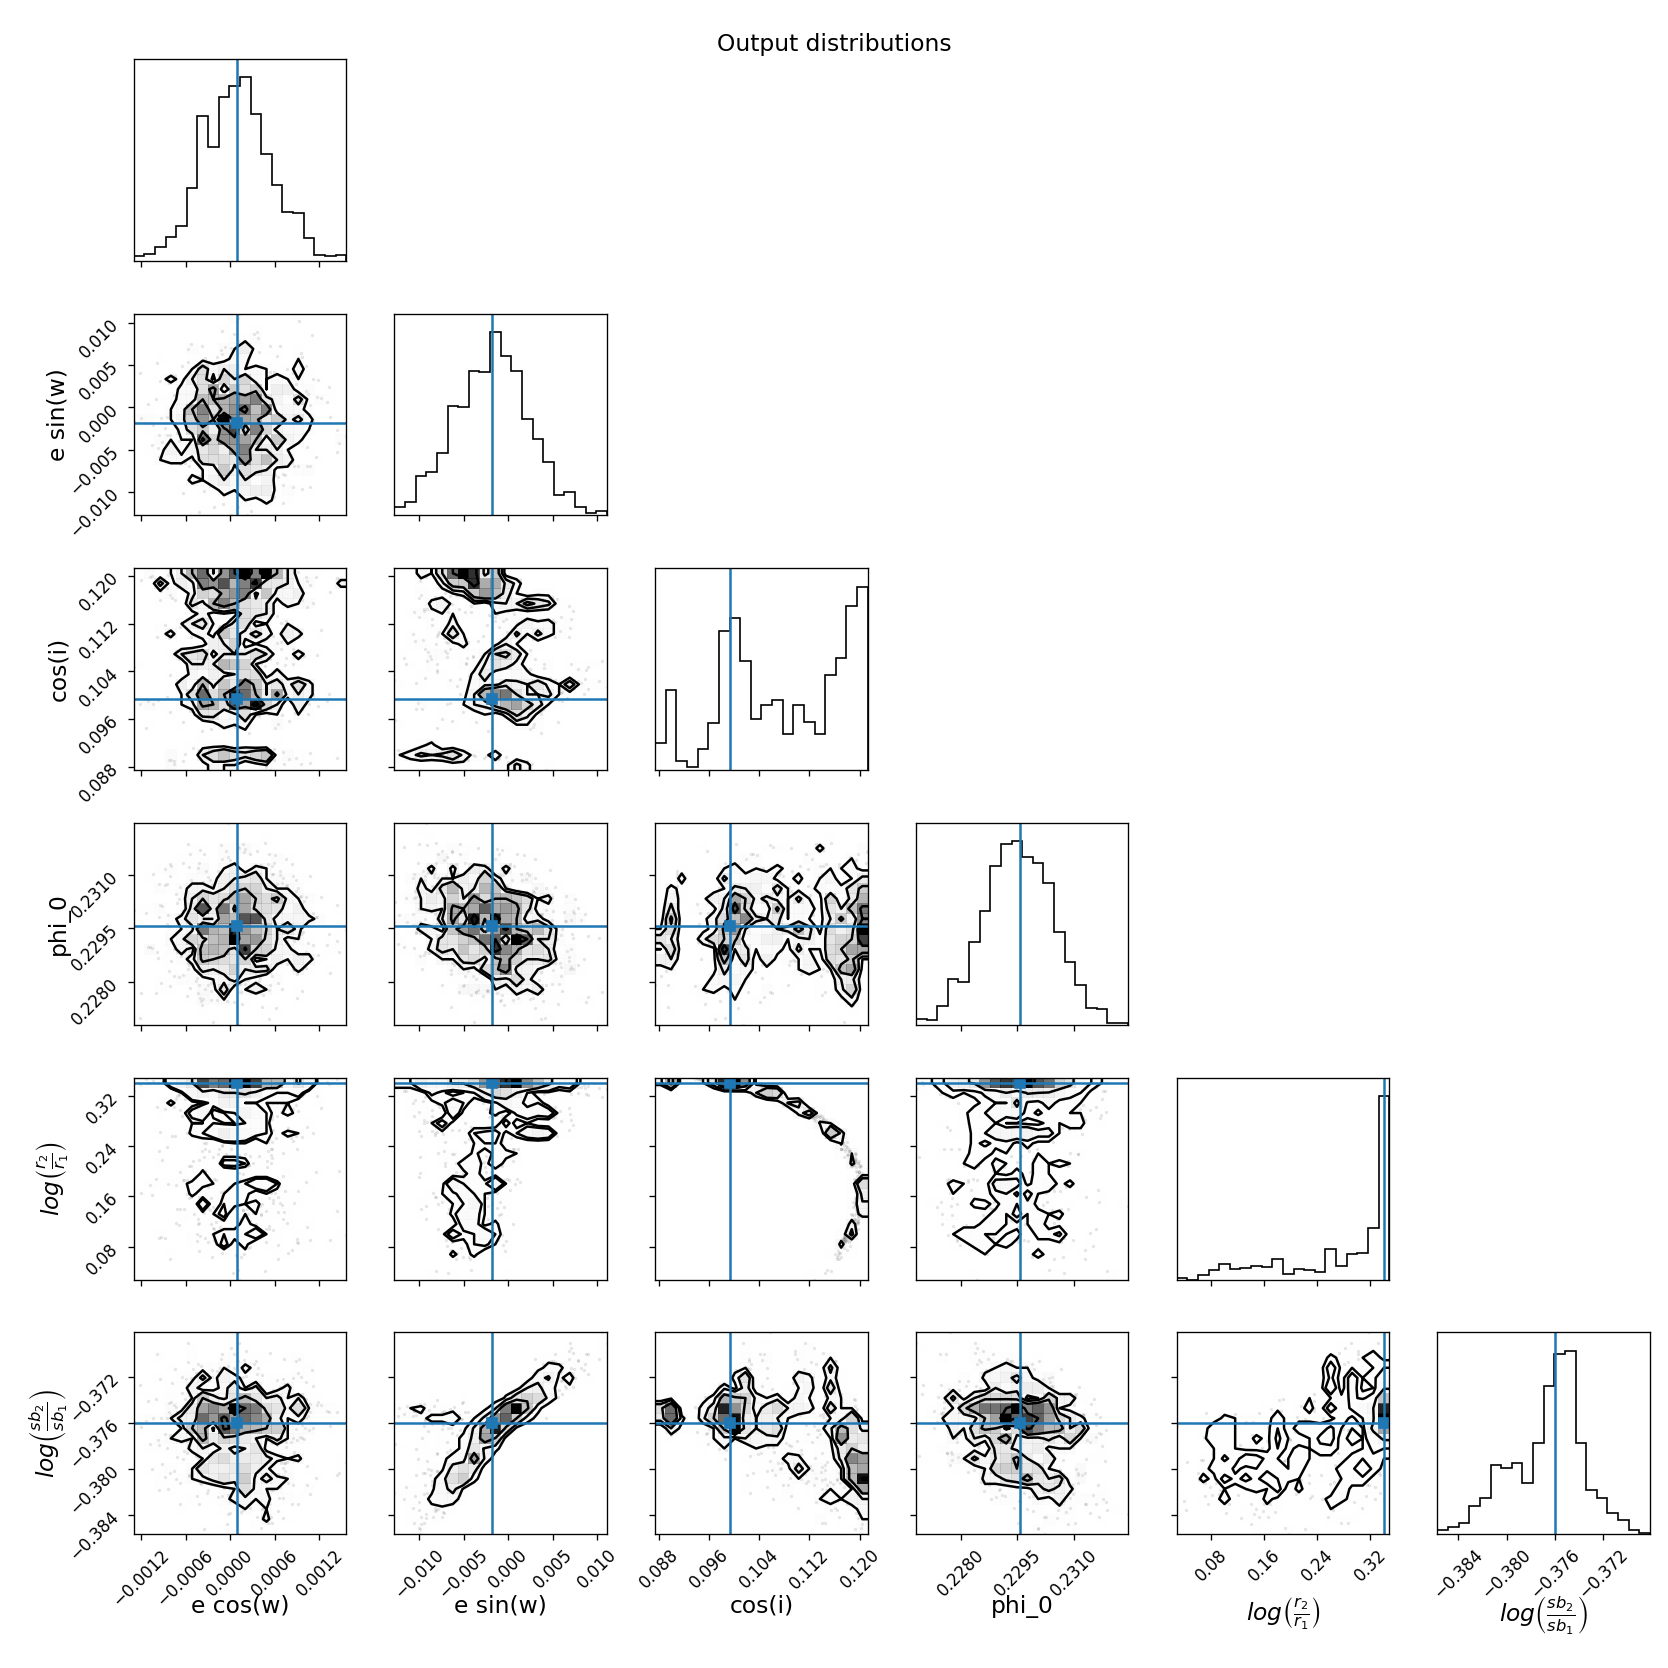 Output distributions
0.010
0.005
0.000
−0.005
−0.010
e sin(w)
0.120
0.112
0.104
0.096
0.088
cos(i)
0.2310
0.2295
0.2280
phi_0
0.32
0.24
0.16
0.08
log(r₂/r₁)
−0.372
−0.376
−0.380
−0.384
log(sb₂/sb₁)
−0.0012 −0.0006 0.0000 0.0006 0.0012 −0.010 −0.005 0.000 0.005 0.010 0.088 0.096 0.104 0.112 0.120 0.2280 0.2295 0.2310 0.08 0.16 0.24 0.32 −0.384 −0.380 −0.376 −0.372
e cos(w) e sin(w) cos(i) phi_0 log(r₂/r₁) log(sb₂/sb₁)